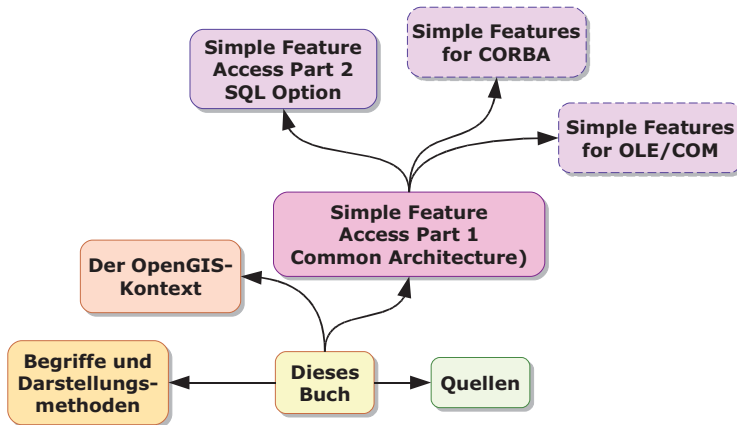 Simple Feature
Access Part 2
SQL Option
Simple Features
for CORBA
Simple Features
for OLE/COM
Simple Feature
Access Part 1
Common Architecture)
Der OpenGIS-
Kontext
Begriffe und
Darstellungs-
methoden
Dieses
Buch
Quellen